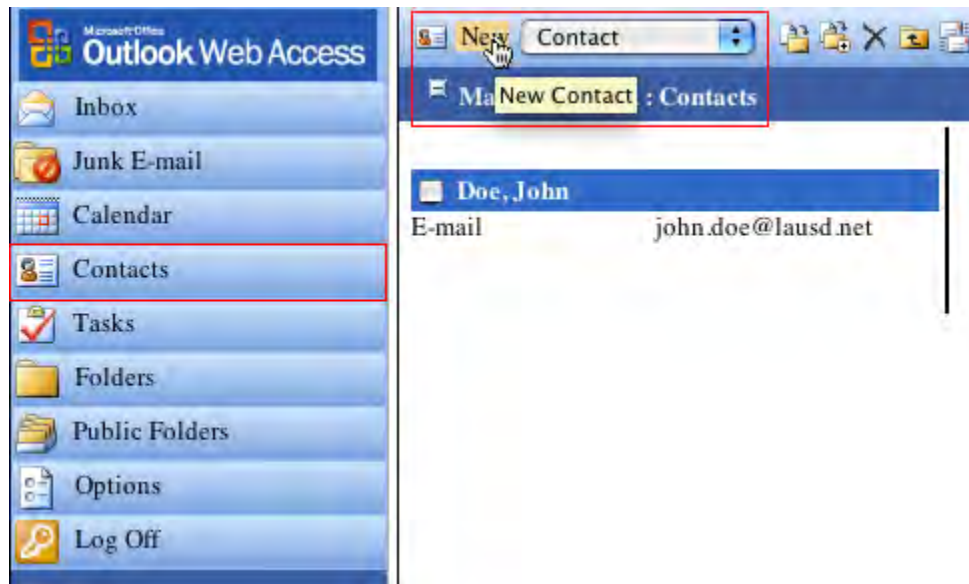 Microsoft Office
Outlook Web Access
Inbox
Junk E-mail
Calendar
Contacts
Tasks
Folders
Public Folders
Options
Log Off
New Contact
Ma New Contact : Contacts
Doe, John
E-mail john.doe@lausd.net